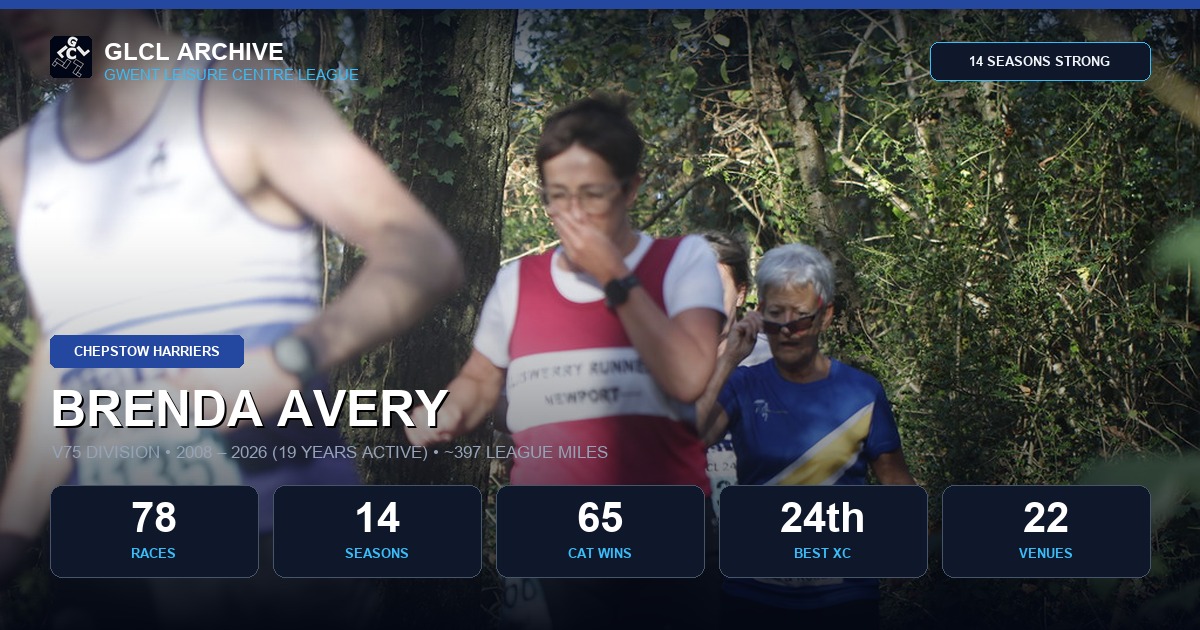 GLCL ARCHIVE
GWENT LEISURE CENTRE LEAGUE
14 SEASONS STRONG
RUNNE
NEWPORT
CHEPSTOW HARRIERS
BRENDA AVERY
V75 DIVISION • 2008 – 2026 (19 YEARS ACTIVE) • ~397 LEAGUE MILES
78
RACES
14
SEASONS
65
CAT WINS
24th
BEST XC
22
VENUES